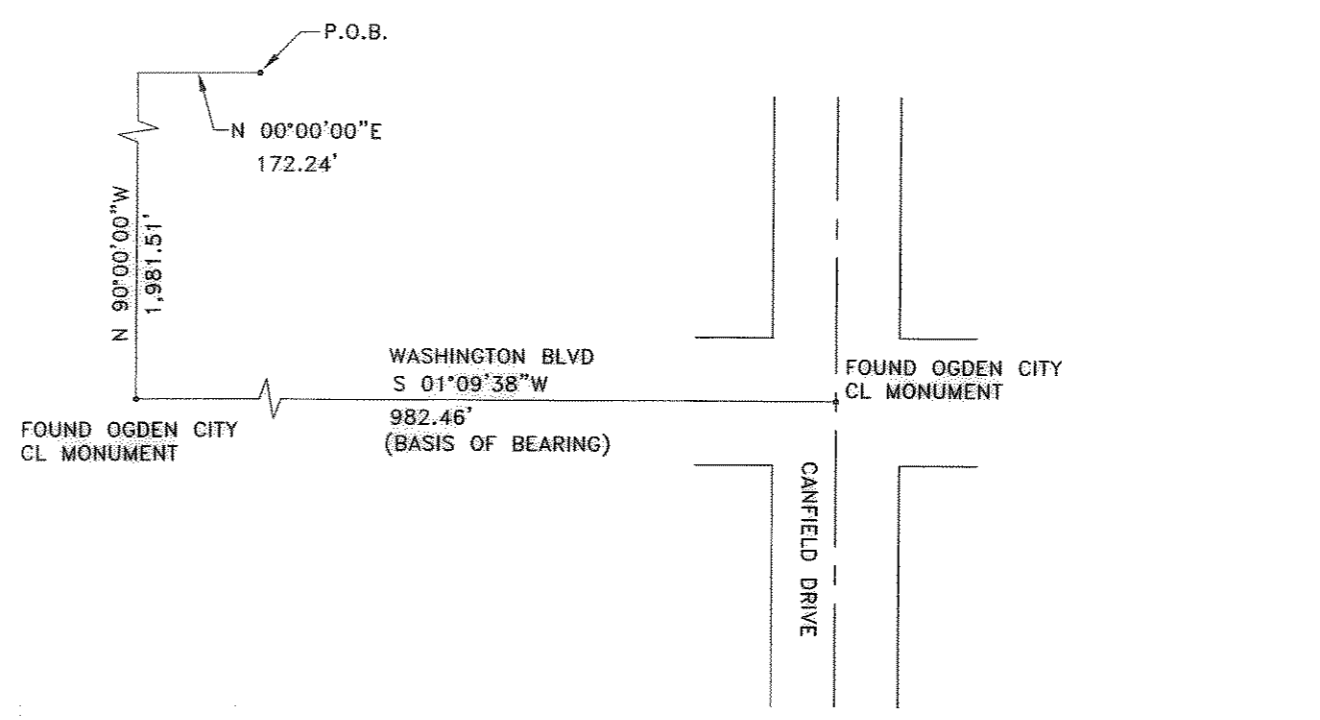 P.O.B.
N 00°00'00"E
172.24'
N 90°00'00"W
1,981.51'
WASHINGTON BLVD
S 01°09'38"W
982.46'
(BASIS OF BEARING)
FOUND OGDEN CITY
CL MONUMENT
FOUND OGDEN CITY
CL MONUMENT
CANFIELD DRIVE